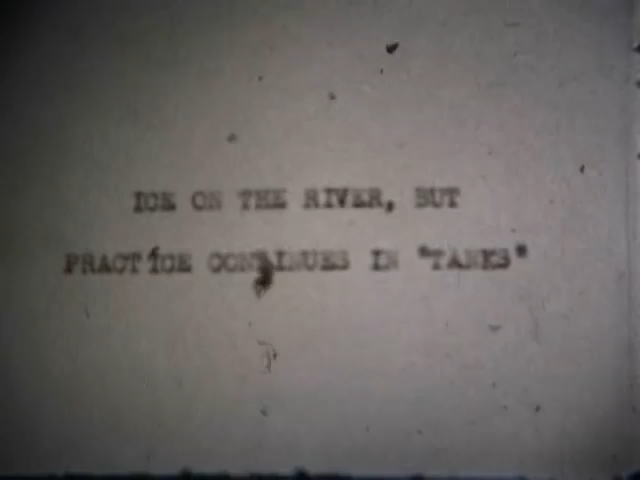 ICE ON THE RIVER, BUT
PRACTICE CONTINUES IN "TANKS"